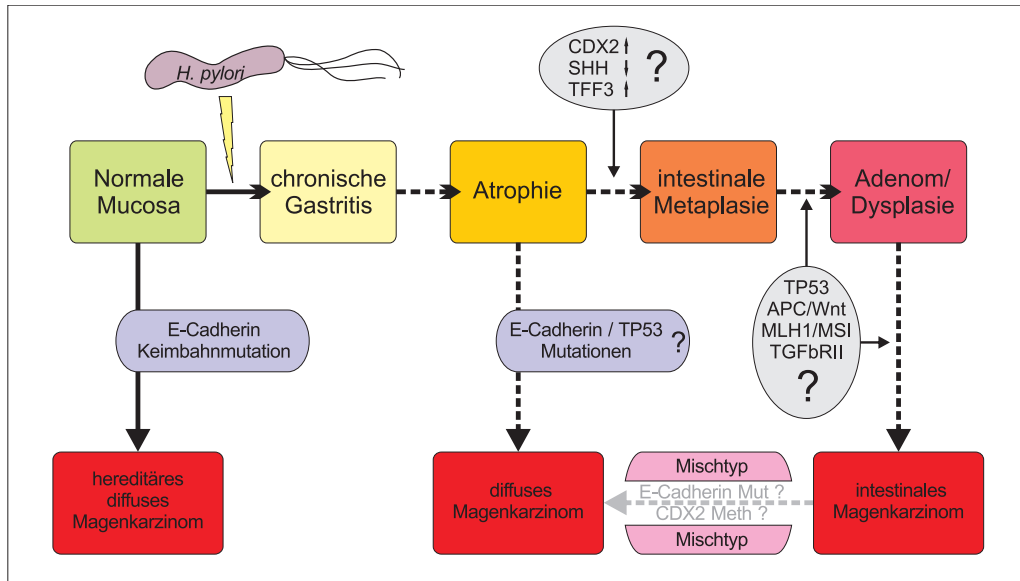 H. pylori
CDX2
SHH
TFF3
?
Normale
Mucosa
chronische
Gastritis
Atrophie
intestinale
Metaplasie
Adenom/
Dysplasie
E-Cadherin
Keimbahnmutation
E-Cadherin / TP53
Mutationen
?
TP53
APC/Wnt
MLH1/MSI
TGFbRII
?
hereditäres
diffuses
Magenkarzinom
diffuses
Magenkarzinom
Mischtyp
E-Cadherin Mut ?
CDX2 Meth ?
Mischtyp
intestinales
Magenkarzinom